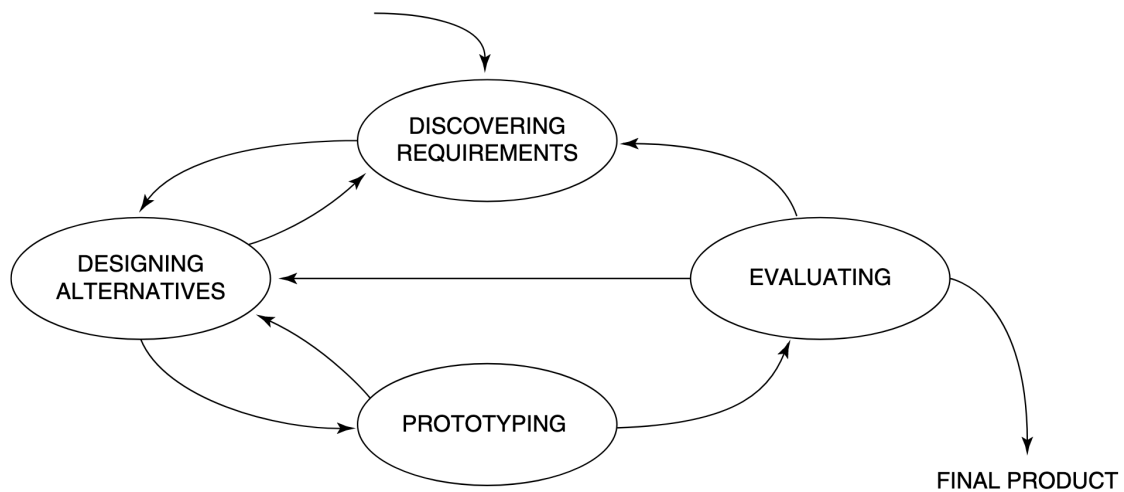 DISCOVERING
REQUIREMENTS
DESIGNING
ALTERNATIVES
EVALUATING
PROTOTYPING
FINAL PRODUCT